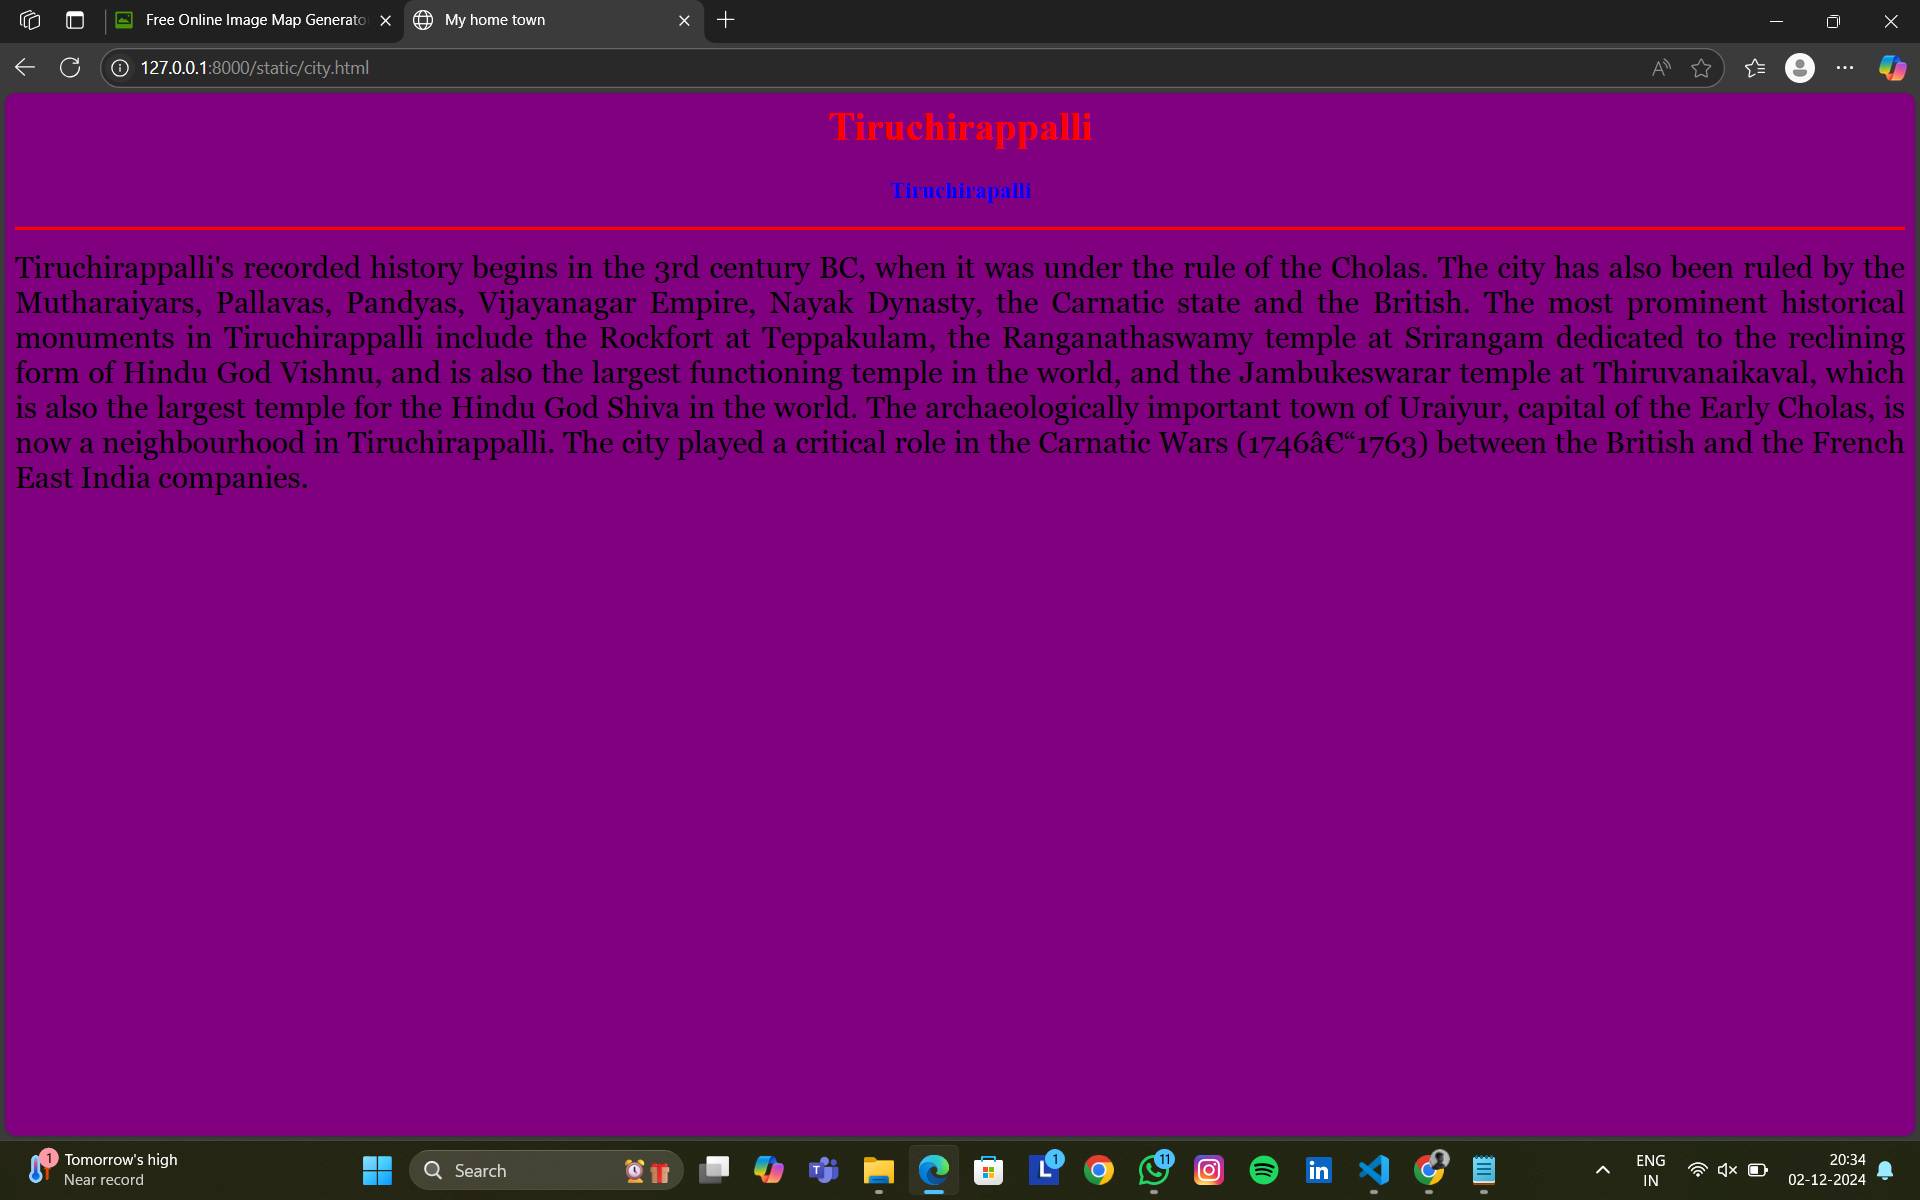 Free Online Image Map Generato
My home town
127.0.0.1:8000/static/city.html
Tiruchirappalli
Tiruchirapalli
Tiruchirappalli's recorded history begins in the 3rd century BC, when it was under the rule of the Cholas. The city has also been ruled by the
Mutharaiyars, Pallavas, Pandyas, Vijayanagar Empire, Nayak Dynasty, the Carnatic state and the British. The most prominent historical
monuments in Tiruchirappalli include the Rockfort at Teppakulam, the Ranganathaswamy temple at Srirangam dedicated to the reclining
form of Hindu God Vishnu, and is also the largest functioning temple in the world, and the Jambukeswarar temple at Thiruvanaikaval, which
is also the largest temple for the Hindu God Shiva in the world. The archaeologically important town of Uraiyur, capital of the Early Cholas, is
now a neighbourhood in Tiruchirappalli. The city played a critical role in the Carnatic Wars (1746â€“1763) between the British and the French
East India companies.
1
Tomorrow's high
Near record
Search
L
1
11
in
ENG
IN
20:34
02-12-2024